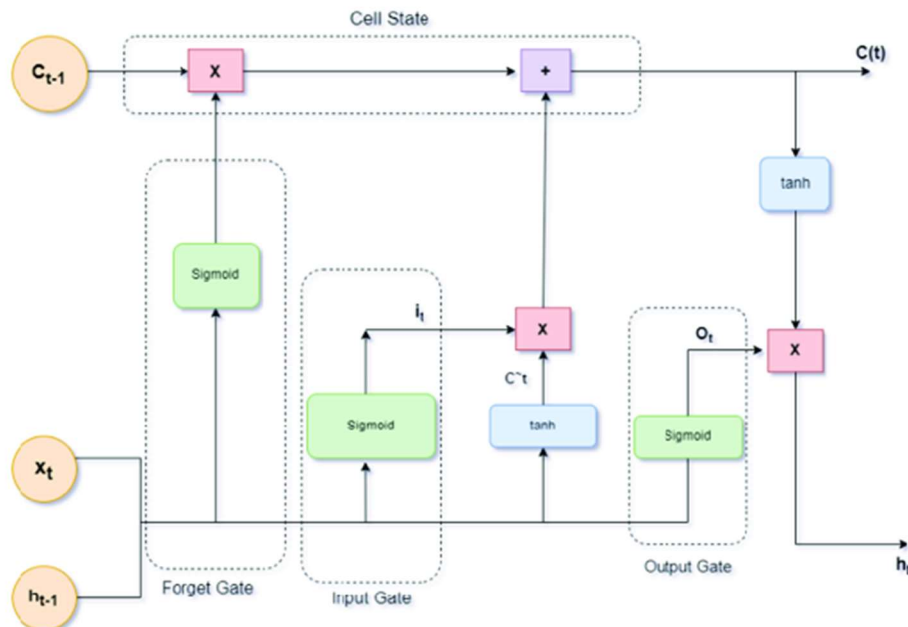 Cell State
C(t)
Ct-1
X
+
tanh
Sigmoid
it
X
Ot
X
C~t
Sigmoid
tanh
Sigmoid
Xt
ht-1
Forget Gate
Input Gate
Output Gate